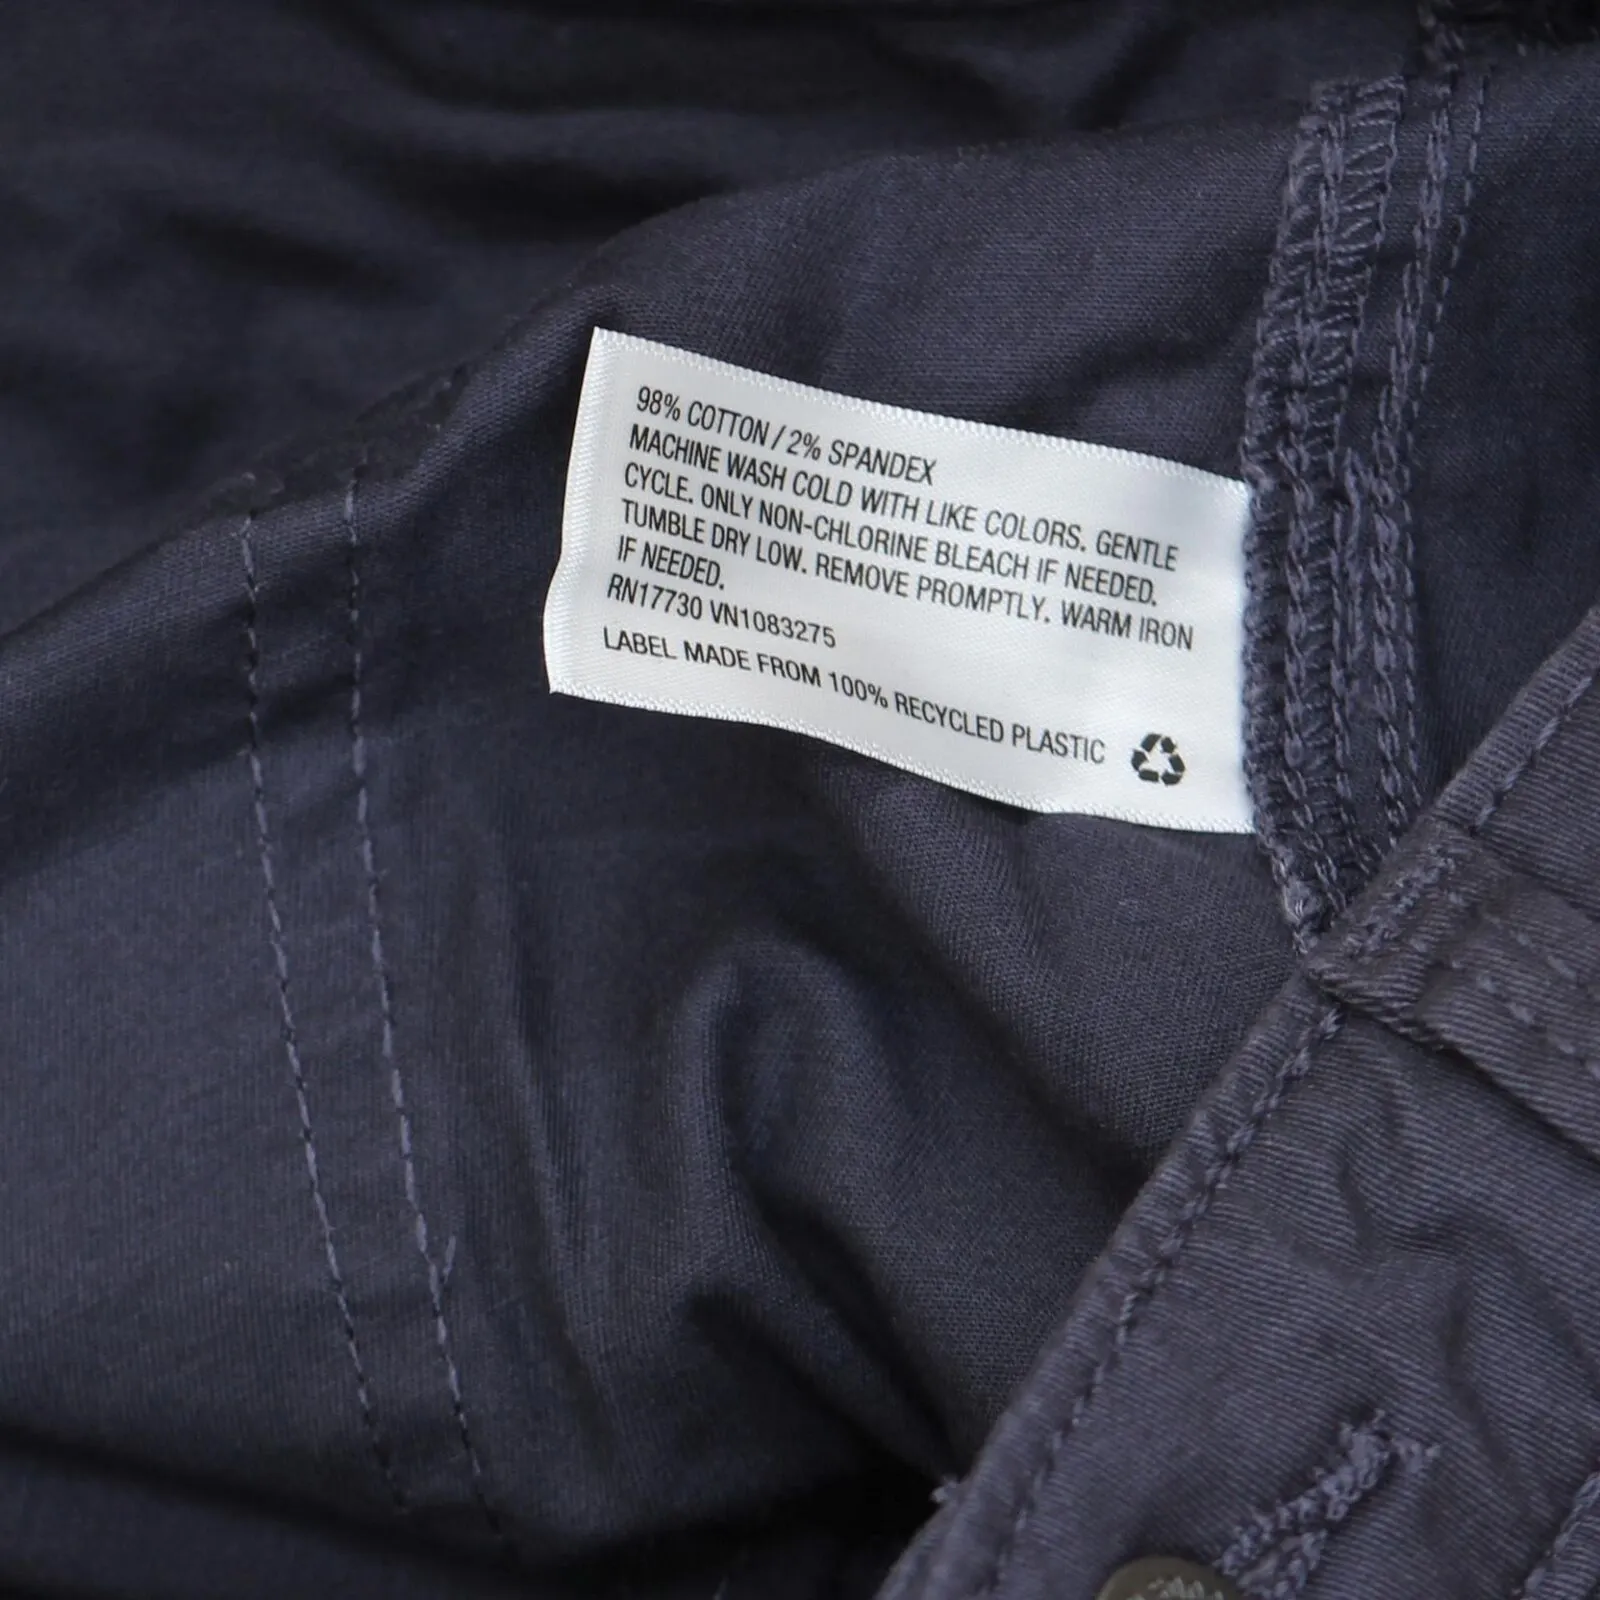 98% COTTON / 2% SPANDEX
MACHINE WASH COLD WITH LIKE COLORS. GENTLE
CYCLE. ONLY NON-CHLORINE BLEACH IF NEEDED.
TUMBLE DRY LOW. REMOVE PROMPTLY. WARM IRON
IF NEEDED.
RN17730 VN1083275
LABEL MADE FROM 100% RECYCLED PLASTIC